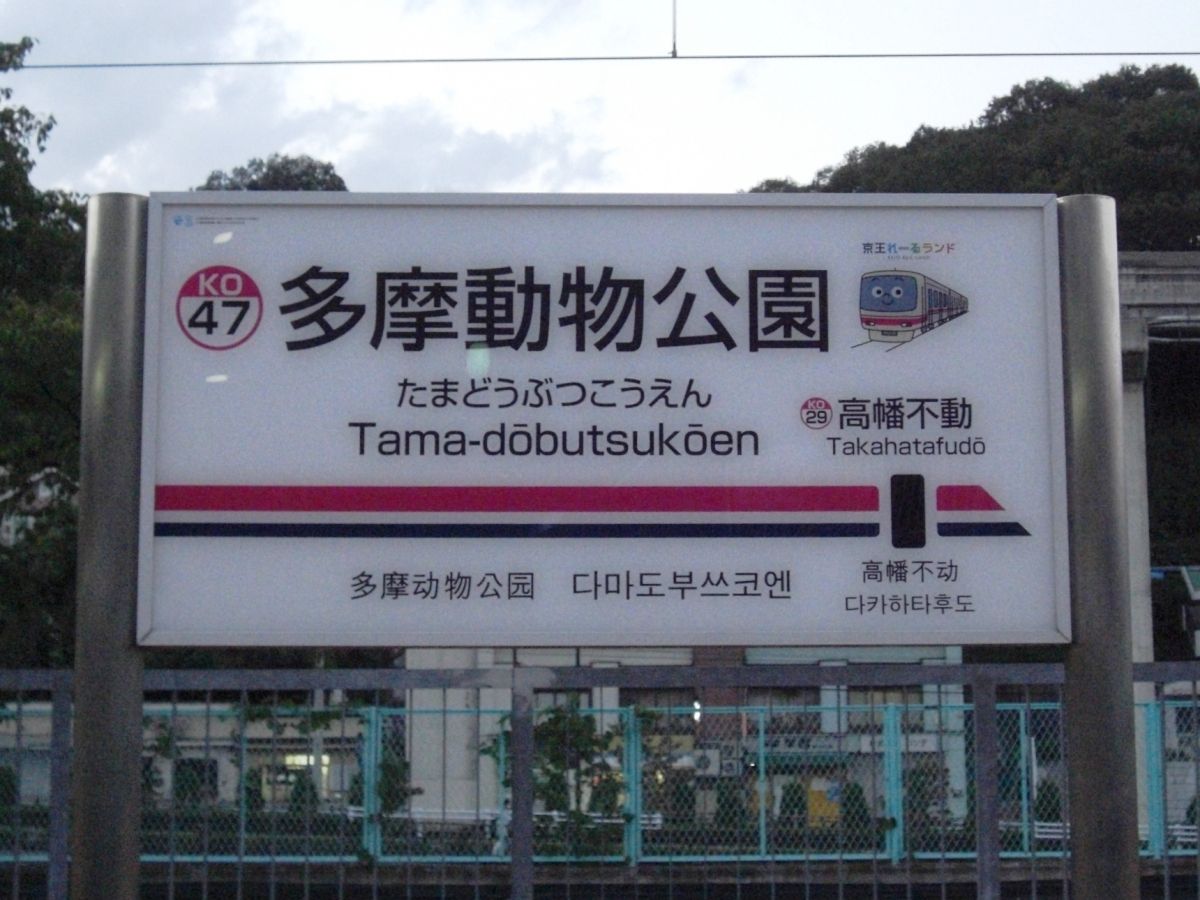 京王れーるランド
KO
47
多摩動物公園
たまどうぶつこうえん
Tama-dōbutsukōen
KO
29
高幡不動
Takahatafudō
多摩动物公园
다마도부쓰코엔
高幡不动
다카하타후도